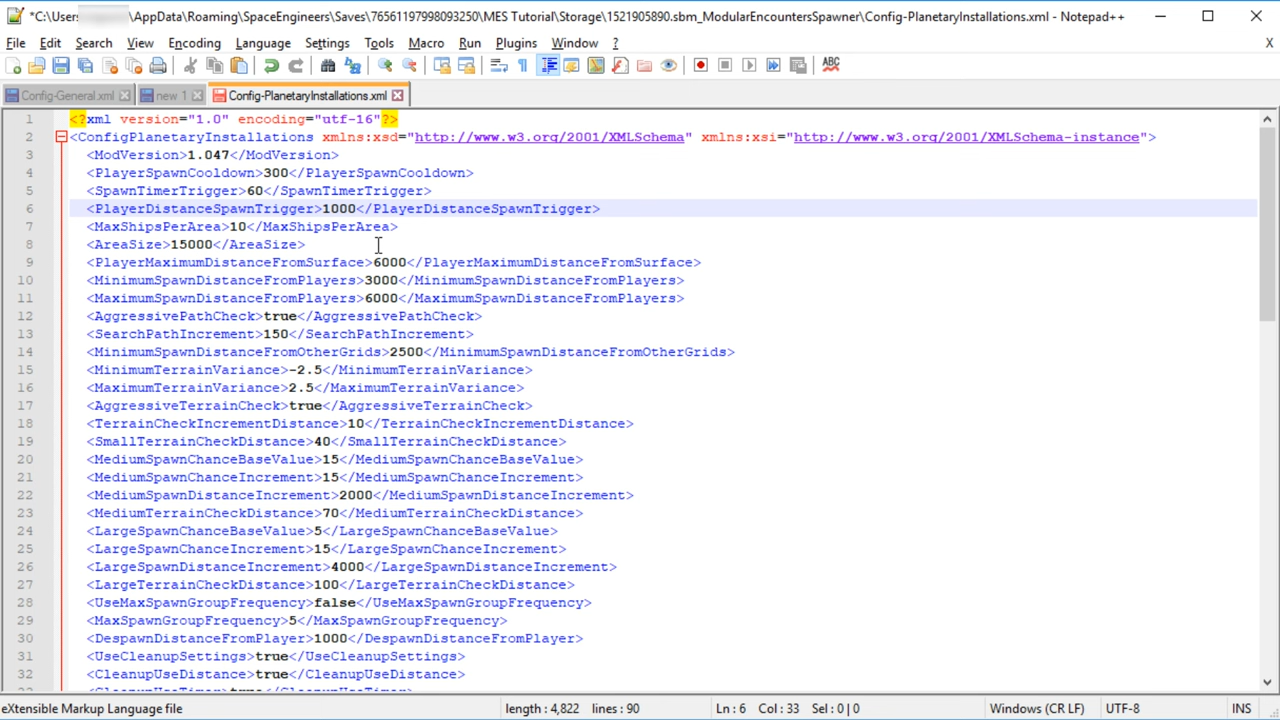 *C:\Users\AppData\Roaming\SpaceEngineers\Saves\76561197998093250\MES Tutorial\Storage\1521905890.sbm_ModularEncountersSpawner\Config-PlanetaryInstallations.xml - Notepad++
File Edit Search View Encoding Language Settings Tools Macro Run Plugins Window ? X
ABC
Config-General.xml new 1 Config-PlanetaryInstallations.xml
1 <?xml version="1.0" encoding="utf-16"?>
2 <ConfigPlanetaryInstallations xmlns:xsd="http://www.w3.org/2001/XMLSchema" xmlns:xsi="http://www.w3.org/2001/XMLSchema-instance">
3 <ModVersion>1.047</ModVersion>
4 <PlayerSpawnCooldown>300</PlayerSpawnCooldown>
5 <SpawnTimerTrigger>60</SpawnTimerTrigger>
6 <PlayerDistanceSpawnTrigger>1000</PlayerDistanceSpawnTrigger>
7 <MaxShipsPerArea>10</MaxShipsPerArea>
8 <AreaSize>15000</AreaSize>
9 <PlayerMaximumDistanceFromSurface>6000</PlayerMaximumDistanceFromSurface>
10 <MinimumSpawnDistanceFromPlayers>3000</MinimumSpawnDistanceFromPlayers>
11 <MaximumSpawnDistanceFromPlayers>6000</MaximumSpawnDistanceFromPlayers>
12 <AggressivePathCheck>true</AggressivePathCheck>
13 <SearchPathIncrement>150</SearchPathIncrement>
14 <MinimumSpawnDistanceFromOtherGrids>2500</MinimumSpawnDistanceFromOtherGrids>
15 <MinimumTerrainVariance>-2.5</MinimumTerrainVariance>
16 <MaximumTerrainVariance>2.5</MaximumTerrainVariance>
17 <AggressiveTerrainCheck>true</AggressiveTerrainCheck>
18 <TerrainCheckIncrementDistance>10</TerrainCheckIncrementDistance>
19 <SmallTerrainCheckDistance>40</SmallTerrainCheckDistance>
20 <MediumSpawnChanceBaseValue>15</MediumSpawnChanceBaseValue>
21 <MediumSpawnChanceIncrement>15</MediumSpawnChanceIncrement>
22 <MediumSpawnDistanceIncrement>2000</MediumSpawnDistanceIncrement>
23 <MediumTerrainCheckDistance>70</MediumTerrainCheckDistance>
24 <LargeSpawnChanceBaseValue>5</LargeSpawnChanceBaseValue>
25 <LargeSpawnChanceIncrement>15</LargeSpawnChanceIncrement>
26 <LargeSpawnDistanceIncrement>4000</LargeSpawnDistanceIncrement>
27 <LargeTerrainCheckDistance>100</LargeTerrainCheckDistance>
28 <UseMaxSpawnGroupFrequency>false</UseMaxSpawnGroupFrequency>
29 <MaxSpawnGroupFrequency>5</MaxSpawnGroupFrequency>
30 <DespawnDistanceFromPlayer>1000</DespawnDistanceFromPlayer>
31 <UseCleanupSettings>true</UseCleanupSettings>
32 <CleanupUseDistance>true</CleanupUseDistance>
eXtensible Markup Language file length : 4,822 lines : 90 Ln : 6 Col : 33 Sel : 0 | 0 Windows (CR LF) UTF-8 INS